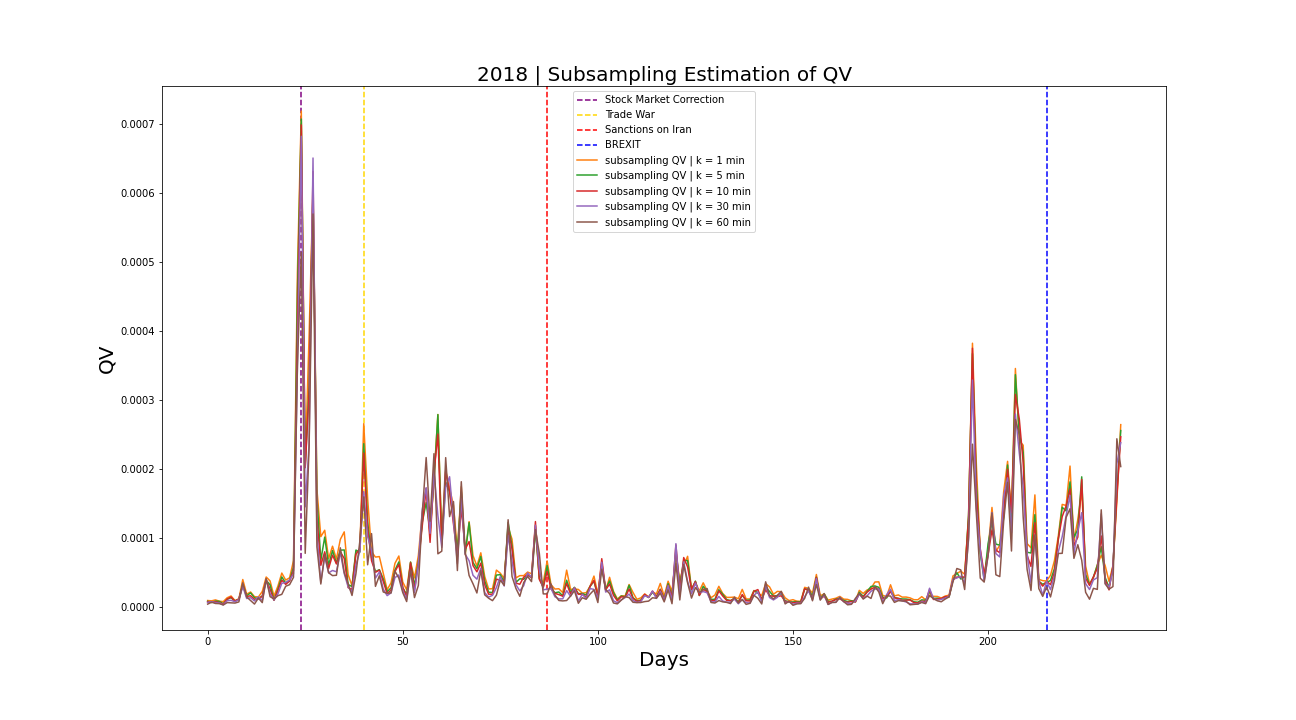 2018 | Subsampling Estimation of QV
Stock Market Correction
Trade War
Sanctions on Iran
BREXIT
subsampling QV | k = 1 min
subsampling QV | k = 5 min
subsampling QV | k = 10 min
subsampling QV | k = 30 min
subsampling QV | k = 60 min
0.0007
0.0006
0.0005
0.0004
0.0003
0.0002
0.0001
0.0000
QV
0 50 100 150 200
Days